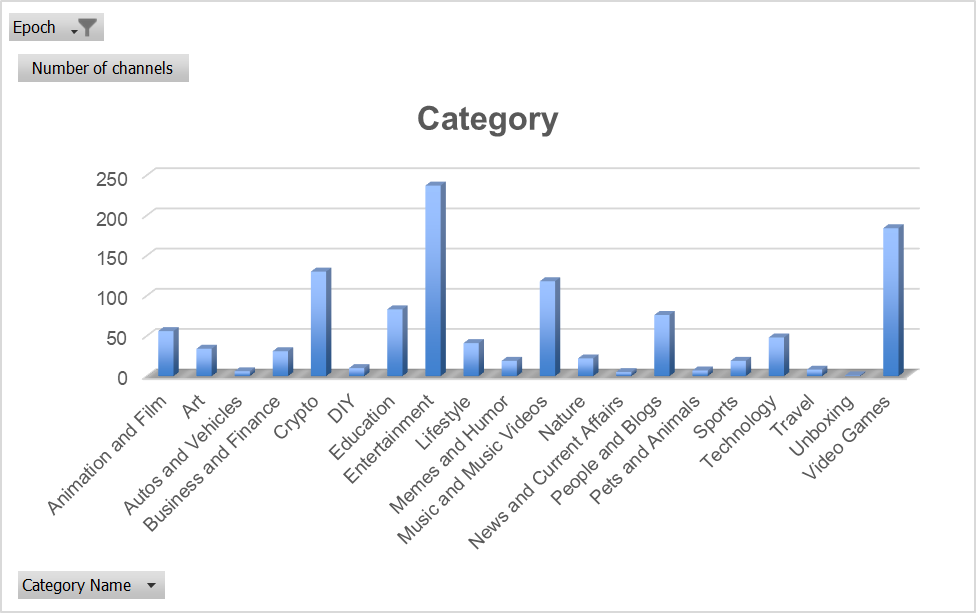 Epoch
Number of channels
Category
250
200
150
100
50
0
Animation and Film
Art
Autos and Vehicles
Business and Finance
Crypto
DIY
Education
Entertainment
Lifestyle
Memes and Humor
Music and Music Videos
Nature
News and Current Affairs
People and Blogs
Pets and Animals
Sports
Technology
Travel
Unboxing
Video Games
Category Name